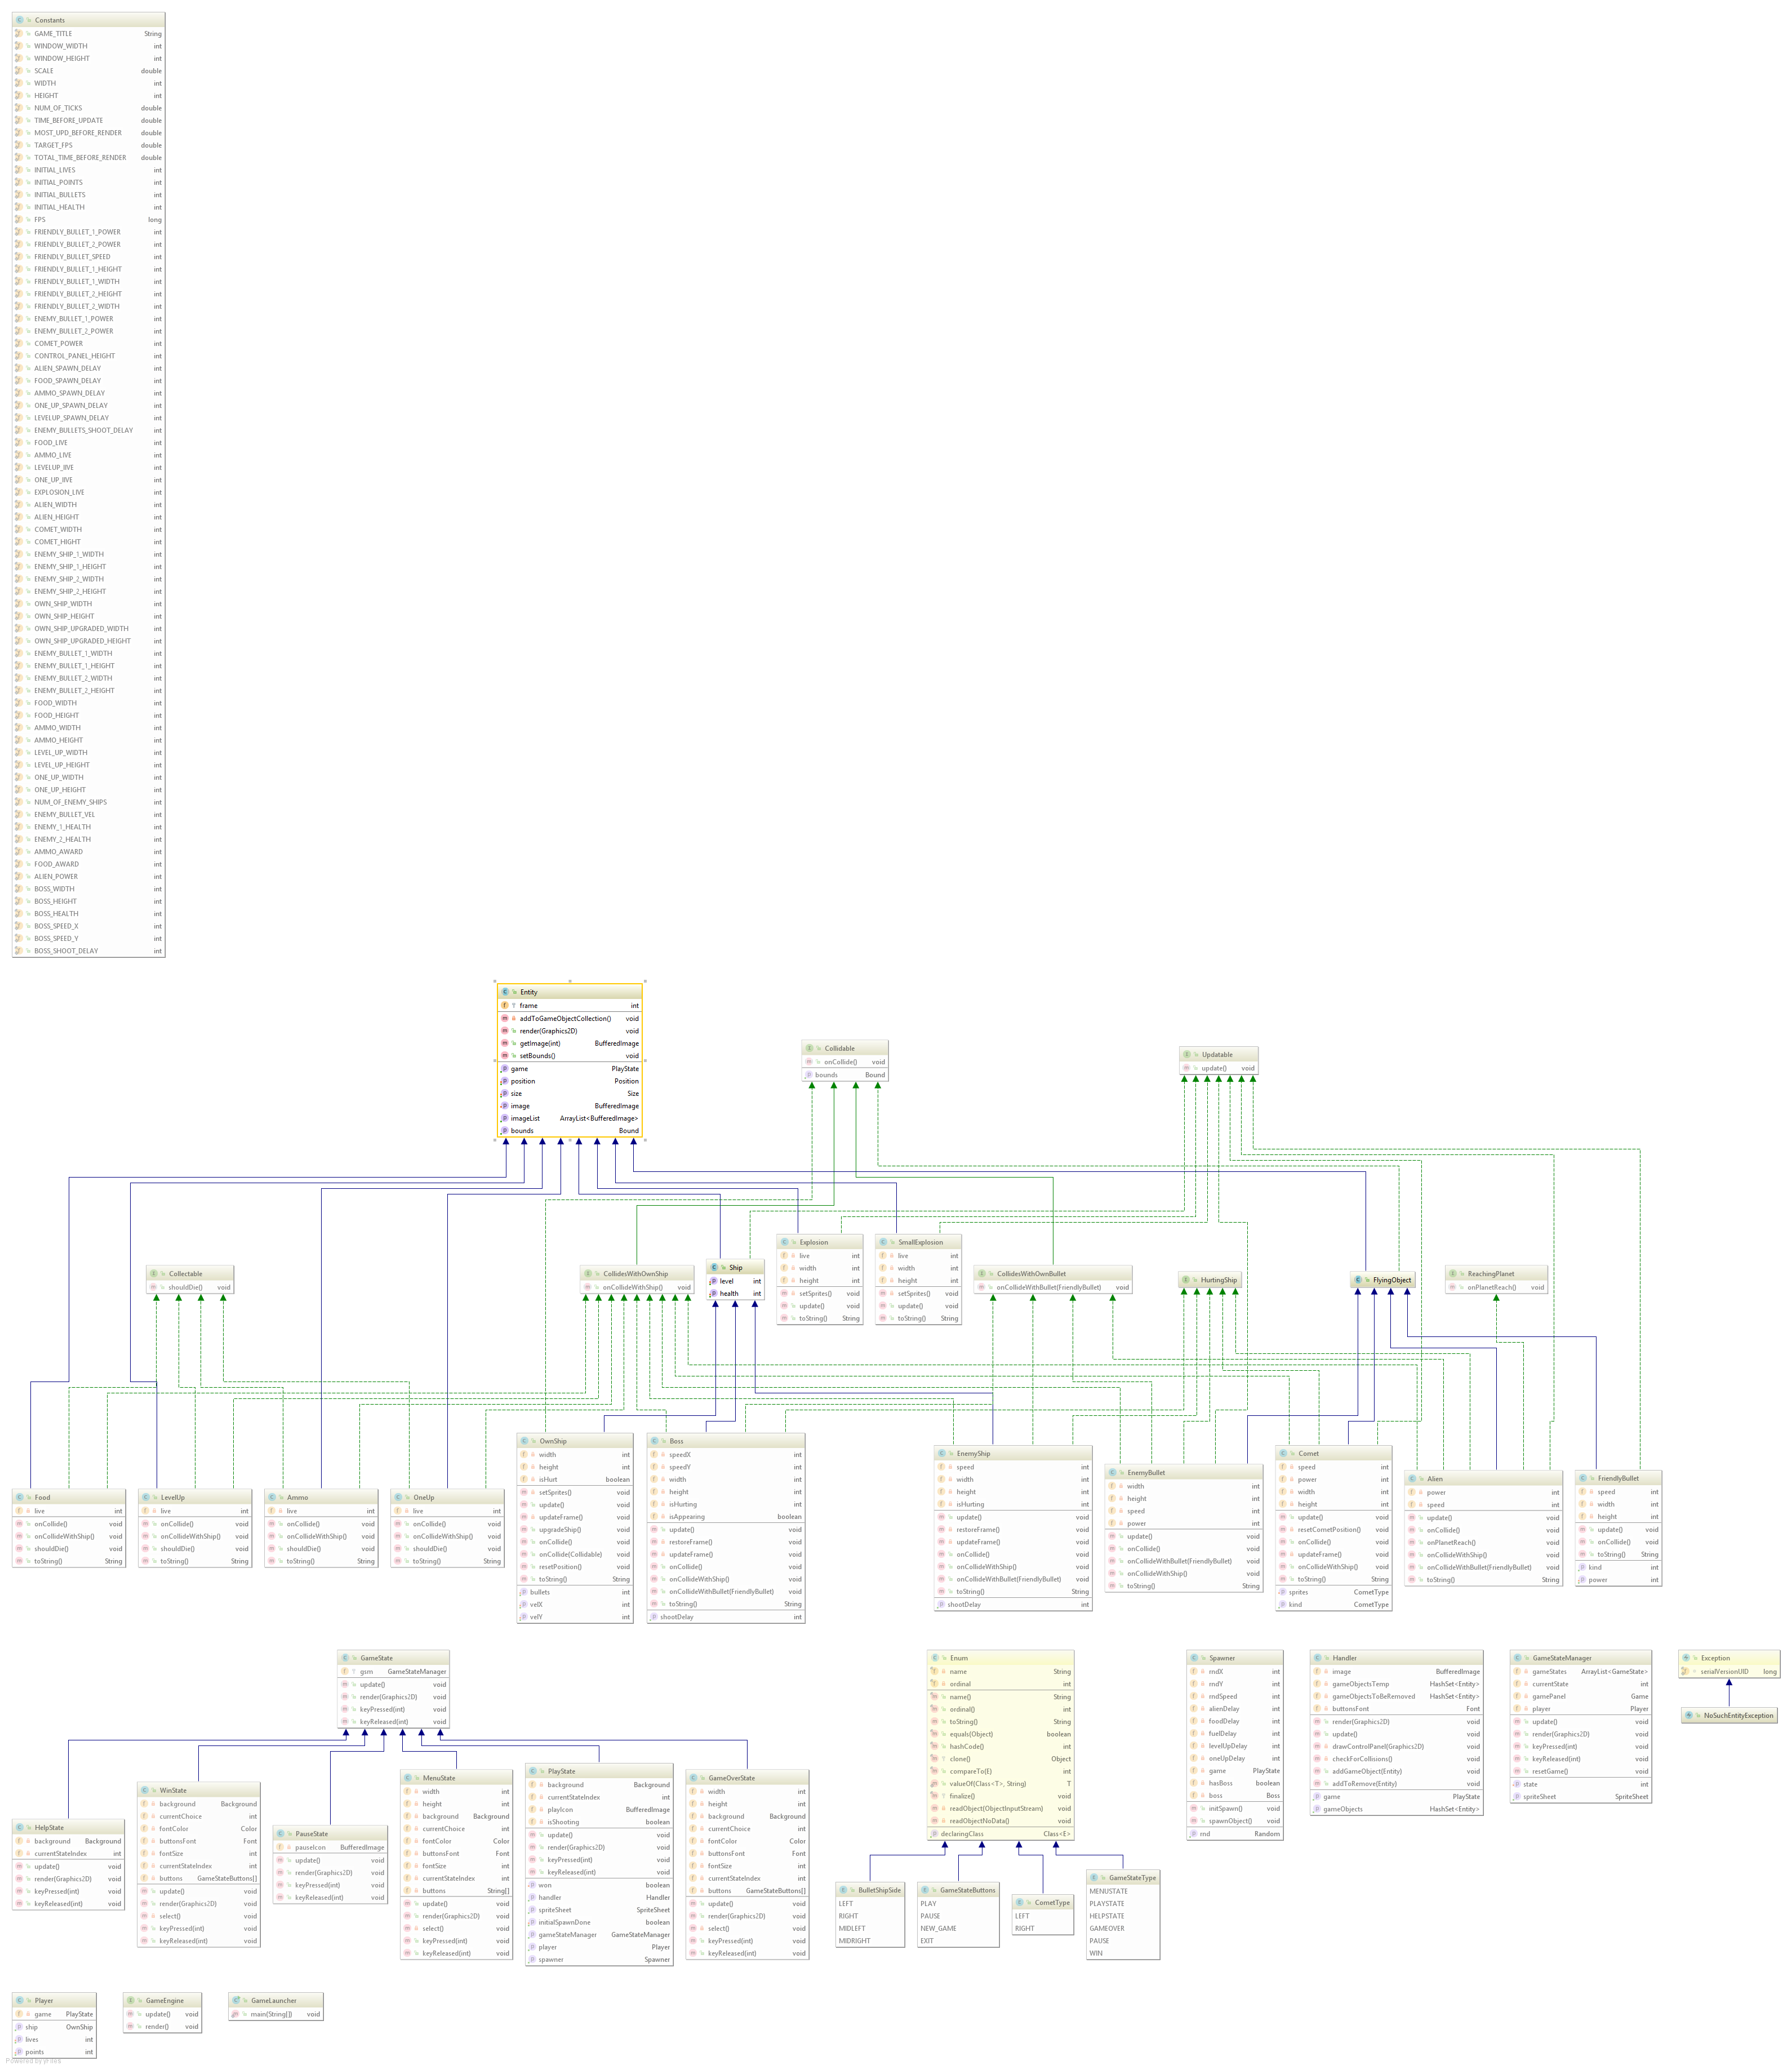 Constants
GAME_TITLE String
WINDOW_WIDTH int
WINDOW_HEIGHT int
SCALE double
WIDTH int
HEIGHT int
NUM_OF_TICKS double
TIME_BEFORE_UPDATE double
MOST_UPD_BEFORE_RENDER double
TARGET_FPS double
TOTAL_TIME_BEFORE_RENDER double
INITIAL_LIVES int
INITIAL_POINTS int
INITIAL_BULLETS int
INITIAL_HEALTH int
FPS long
FRIENDLY_BULLET_1_POWER int
FRIENDLY_BULLET_2_POWER int
FRIENDLY_BULLET_SPEED int
FRIENDLY_BULLET_1_HEIGHT int
FRIENDLY_BULLET_1_WIDTH int
FRIENDLY_BULLET_2_HEIGHT int
FRIENDLY_BULLET_2_WIDTH int
ENEMY_BULLET_1_POWER int
ENEMY_BULLET_2_POWER int
COMET_POWER int
CONTROL_PANEL_HEIGHT int
ALIEN_SPAWN_DELAY int
FOOD_SPAWN_DELAY int
AMMO_SPAWN_DELAY int
ONE_UP_SPAWN_DELAY int
LEVELUP_SPAWN_DELAY int
ENEMY_BULLETS_SHOOT_DELAY int
FOOD_LIVE int
AMMO_LIVE int
LEVELUP_lIVE int
ONE_UP_lIVE int
EXPLOSION_LIVE int
ALIEN_WIDTH int
ALIEN_HEIGHT int
COMET_WIDTH int
COMET_HIGHT int
ENEMY_SHIP_1_WIDTH int
ENEMY_SHIP_1_HEIGHT int
ENEMY_SHIP_2_WIDTH int
ENEMY_SHIP_2_HEIGHT int
OWN_SHIP_WIDTH int
OWN_SHIP_HEIGHT int
OWN_SHIP_UPGRADED_WIDTH int
OWN_SHIP_UPGRADED_HEIGHT int
ENEMY_BULLET_1_WIDTH int
ENEMY_BULLET_1_HEIGHT int
ENEMY_BULLET_2_WIDTH int
ENEMY_BULLET_2_HEIGHT int
FOOD_WIDTH int
FOOD_HEIGHT int
AMMO_WIDTH int
AMMO_HEIGHT int
LEVEL_UP_WIDTH int
LEVEL_UP_HEIGHT int
ONE_UP_WIDTH int
ONE_UP_HEIGHT int
NUM_OF_ENEMY_SHIPS int
ENEMY_BULLET_VEL int
ENEMY_1_HEALTH int
ENEMY_2_HEALTH int
AMMO_AWARD int
FOOD_AWARD int
ALIEN_POWER int
BOSS_WIDTH int
BOSS_HEIGHT int
BOSS_HEALTH int
BOSS_SPEED_X int
BOSS_SPEED_Y int
BOSS_SHOOT_DELAY int
Entity
frame int
addToGameObjectCollection() void
render(Graphics2D) void
getImage(int) BufferedImage
setBounds() void
game PlayState
position Position
size Size
image BufferedImage
imageList ArrayList<BufferedImage>
bounds Bound
Collidable
onCollide() void
bounds Bound
Updatable
update() void
Collectable
shouldDie() void
CollidesWithOwnShip
onCollideWithShip() void
Ship
level int
health int
Explosion
live int
width int
height int
setSprites() void
update() void
toString() String
SmallExplosion
live int
width int
height int
setSprites() void
update() void
toString() String
CollidesWithOwnBullet
onCollideWithBullet(FriendlyBullet) void
HurtingShip
FlyingObject
ReachingPlanet
onPlanetReach() void
Food
live int
onCollide() void
onCollideWithShip() void
shouldDie() void
toString() String
LevelUp
live int
onCollide() void
onCollideWithShip() void
shouldDie() void
toString() String
Ammo
live int
onCollide() void
onCollideWithShip() void
shouldDie() void
toString() String
OneUp
live int
onCollide() void
onCollideWithShip() void
shouldDie() void
toString() String
OwnShip
width int
height int
isHurt boolean
setSprites() void
update() void
updateFrame() void
upgradeShip() void
onCollide() void
onCollide(Collidable) void
resetPosition() void
toString() String
bullets int
velX int
velY int
Boss
speedX int
speedY int
width int
height int
isHurting int
isAppearing boolean
update() void
restoreFrame() void
updateFrame() void
onCollide() void
onCollideWithShip() void
onCollideWithBullet(FriendlyBullet) void
toString() String
shootDelay int
EnemyShip
speed int
width int
height int
isHurting int
update() void
restoreFrame() void
updateFrame() void
onCollide() void
onCollideWithShip() void
onCollideWithBullet(FriendlyBullet) void
toString() String
shootDelay int
EnemyBullet
width int
height int
speed int
power int
update() void
onCollide() void
onCollideWithBullet(FriendlyBullet) void
onCollideWithShip() void
toString() String
Comet
speed int
power int
width int
height int
update() void
resetCometPosition() void
onCollide() void
updateFrame() void
onCollideWithShip() void
toString() String
sprites CometType
kind CometType
Alien
power int
speed int
update() void
onCollide() void
onPlanetReach() void
onCollideWithShip() void
onCollideWithBullet(FriendlyBullet) void
toString() String
FriendlyBullet
speed int
width int
height int
update() void
onCollide() void
toString() String
kind int
power int
GameState
gsm GameStateManager
update() void
render(Graphics2D) void
keyPressed(int) void
keyReleased(int) void
HelpState
background Background
currentStateIndex int
update() void
render(Graphics2D) void
keyPressed(int) void
keyReleased(int) void
WinState
background Background
currentChoice int
fontColor Color
buttonsFont Font
fontSize int
currentStateIndex int
buttons GameStateButtons[]
update() void
render(Graphics2D) void
select() void
keyPressed(int) void
keyReleased(int) void
PauseState
pauseIcon BufferedImage
update() void
render(Graphics2D) void
keyPressed(int) void
keyReleased(int) void
MenuState
width int
height int
background Background
currentChoice int
fontColor Color
buttonsFont Font
fontSize int
currentStateIndex int
buttons String[]
update() void
render(Graphics2D) void
select() void
keyPressed(int) void
keyReleased(int) void
PlayState
background Background
currentStateIndex int
playIcon BufferedImage
isShooting boolean
update() void
render(Graphics2D) void
keyPressed(int) void
keyReleased(int) void
won boolean
handler Handler
spriteSheet SpriteSheet
initialSpawnDone boolean
gameStateManager GameStateManager
player Player
spawner Spawner
GameOverState
width int
height int
background Background
currentChoice int
fontColor Color
buttonsFont Font
fontSize int
currentStateIndex int
buttons GameStateButtons[]
update() void
render(Graphics2D) void
select() void
keyPressed(int) void
keyReleased(int) void
Enum
name String
ordinal int
name() String
ordinal() int
toString() String
equals(Object) boolean
hashCode() int
clone() Object
compareTo(E) int
valueOf(Class<T>, String) T
finalize() void
readObject(ObjectInputStream) void
readObjectNoData() void
declaringClass Class<E>
BulletShipSide
LEFT
RIGHT
MIDLEFT
MIDRIGHT
GameStateButtons
PLAY
PAUSE
NEW_GAME
EXIT
CometType
LEFT
RIGHT
GameStateType
MENUSTATE
PLAYSTATE
HELPSTATE
GAMEOVER
PAUSE
WIN
Spawner
rndX int
rndY int
rndSpeed int
alienDelay int
foodDelay int
fuelDelay int
levelUpDelay int
oneUpDelay int
game PlayState
hasBoss boolean
boss Boss
initSpawn() void
spawnObject() void
rnd Random
Handler
image BufferedImage
gameObjectsTemp HashSet<Entity>
gameObjectsToBeRemoved HashSet<Entity>
buttonsFont Font
render(Graphics2D) void
update() void
drawControlPanel(Graphics2D) void
checkForCollisions() void
addGameObject(Entity) void
addToRemove(Entity) void
game PlayState
gameObjects HashSet<Entity>
GameStateManager
gameStates ArrayList<GameState>
currentState int
gamePanel Game
player Player
update() void
render(Graphics2D) void
keyPressed(int) void
keyReleased(int) void
resetGame() void
state int
spriteSheet SpriteSheet
Exception
serialVersionUID long
NoSuchEntityException
Player
game PlayState
ship OwnShip
lives int
points int
GameEngine
update() void
render() void
GameLauncher
main(String[]) void
Powered by yFiles